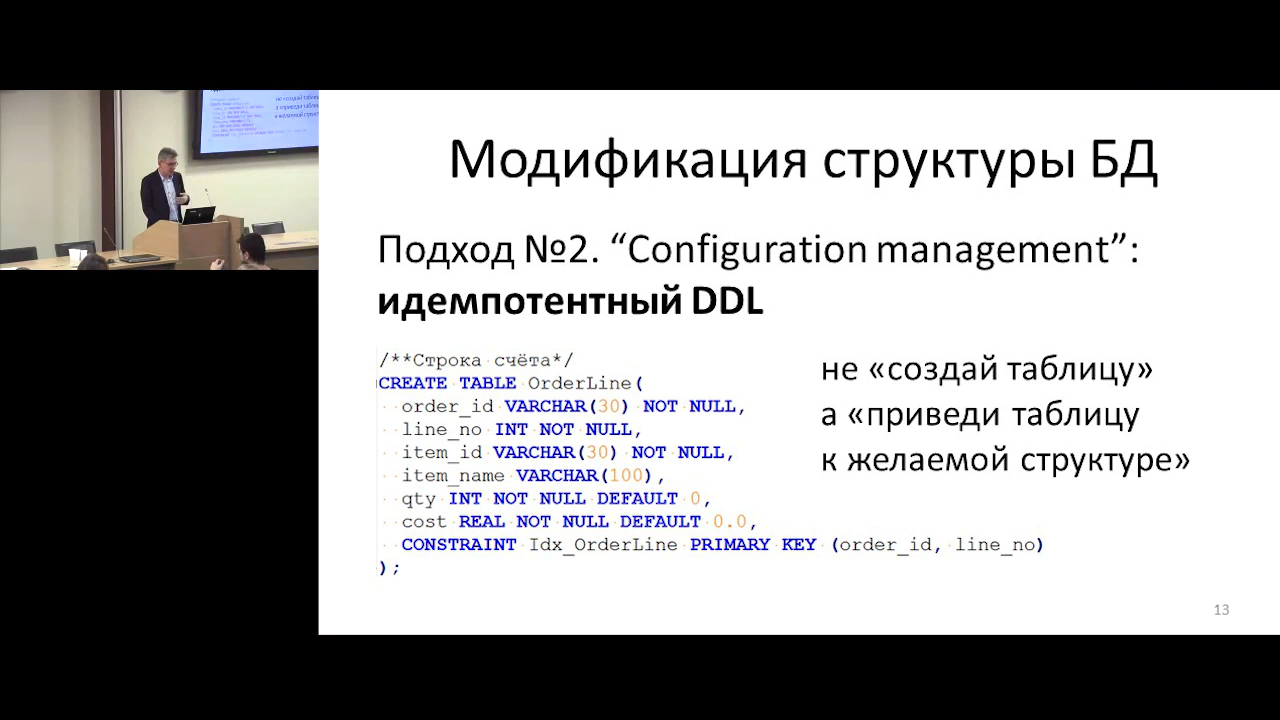 Модификация структуры БД
Подход №2. “Configuration management”:
идемпотентный DDL
/**Строка счёта*/
CREATE TABLE OrderLine(
order_id VARCHAR(30) NOT NULL,
line_no INT NOT NULL,
item_id VARCHAR(30) NOT NULL,
item_name VARCHAR(100),
qty INT NOT NULL DEFAULT 0,
cost REAL NOT NULL DEFAULT 0.0,
CONSTRAINT Idx_OrderLine PRIMARY KEY (order_id, line_no)
);
не «создай таблицу»
а «приведи таблицу
к желаемой структуре»
13